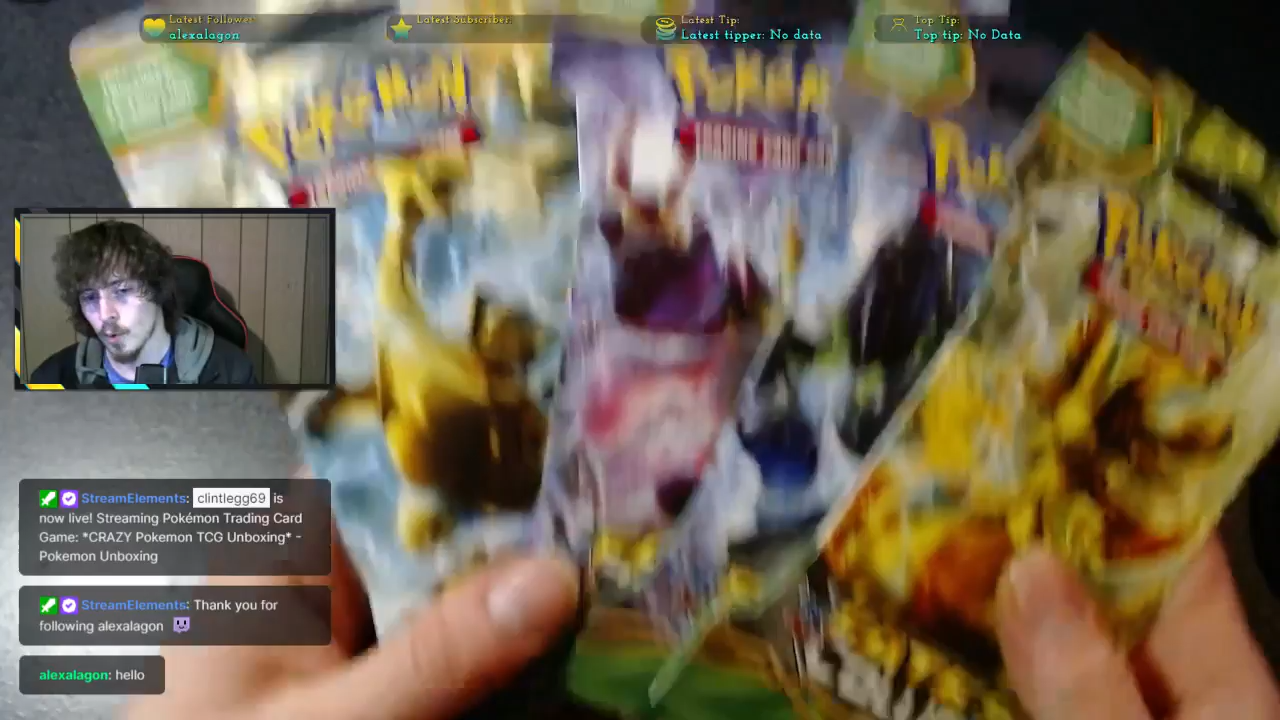 Latest Follower:
alexalagon
Latest Subscriber:
Latest Tip:
Latest tipper: No data
Top Tip:
Top tip: No Data
POKéMON
POKéMON
StreamElements: clintlegg69 is
now live! Streaming Pokémon Trading Card
Game: *CRAZY Pokemon TCG Unboxing* -
Pokemon Unboxing
StreamElements: Thank you for
following alexalagon
alexalagon: hello